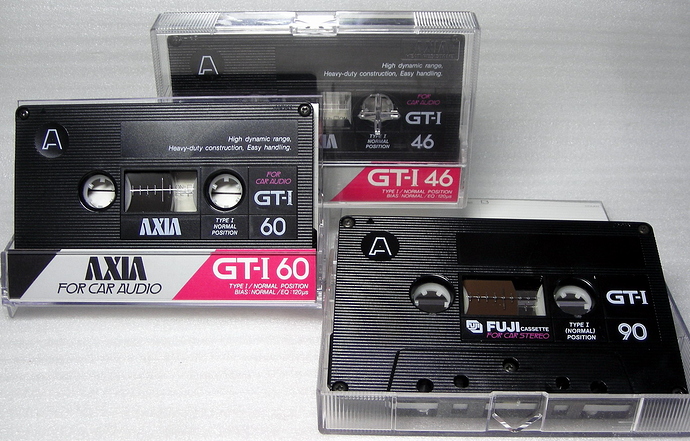 A
High dynamic range,
Heavy-duty construction, Easy handling.
FOR
CAR AUDIO
GT-I
46
TYPE I
NORMAL
POSITION
GT-I 46
TYPE I / NORMAL POSITION
BIAS: NORMAL / EQ: 120μs
A
High dynamic range,
Heavy-duty construction, Easy handling.
FOR
CAR AUDIO
GT-I
60
AXIA
TYPE I
NORMAL
POSITION
AXIA
FOR CAR AUDIO
GT-I 60
TYPE I / NORMAL POSITION
BIAS: NORMAL / EQ: 120μs
A
GT-I
90
FUJI CASSETTE
FOR CAR STEREO
TYPE I
(NORMAL)
POSITION